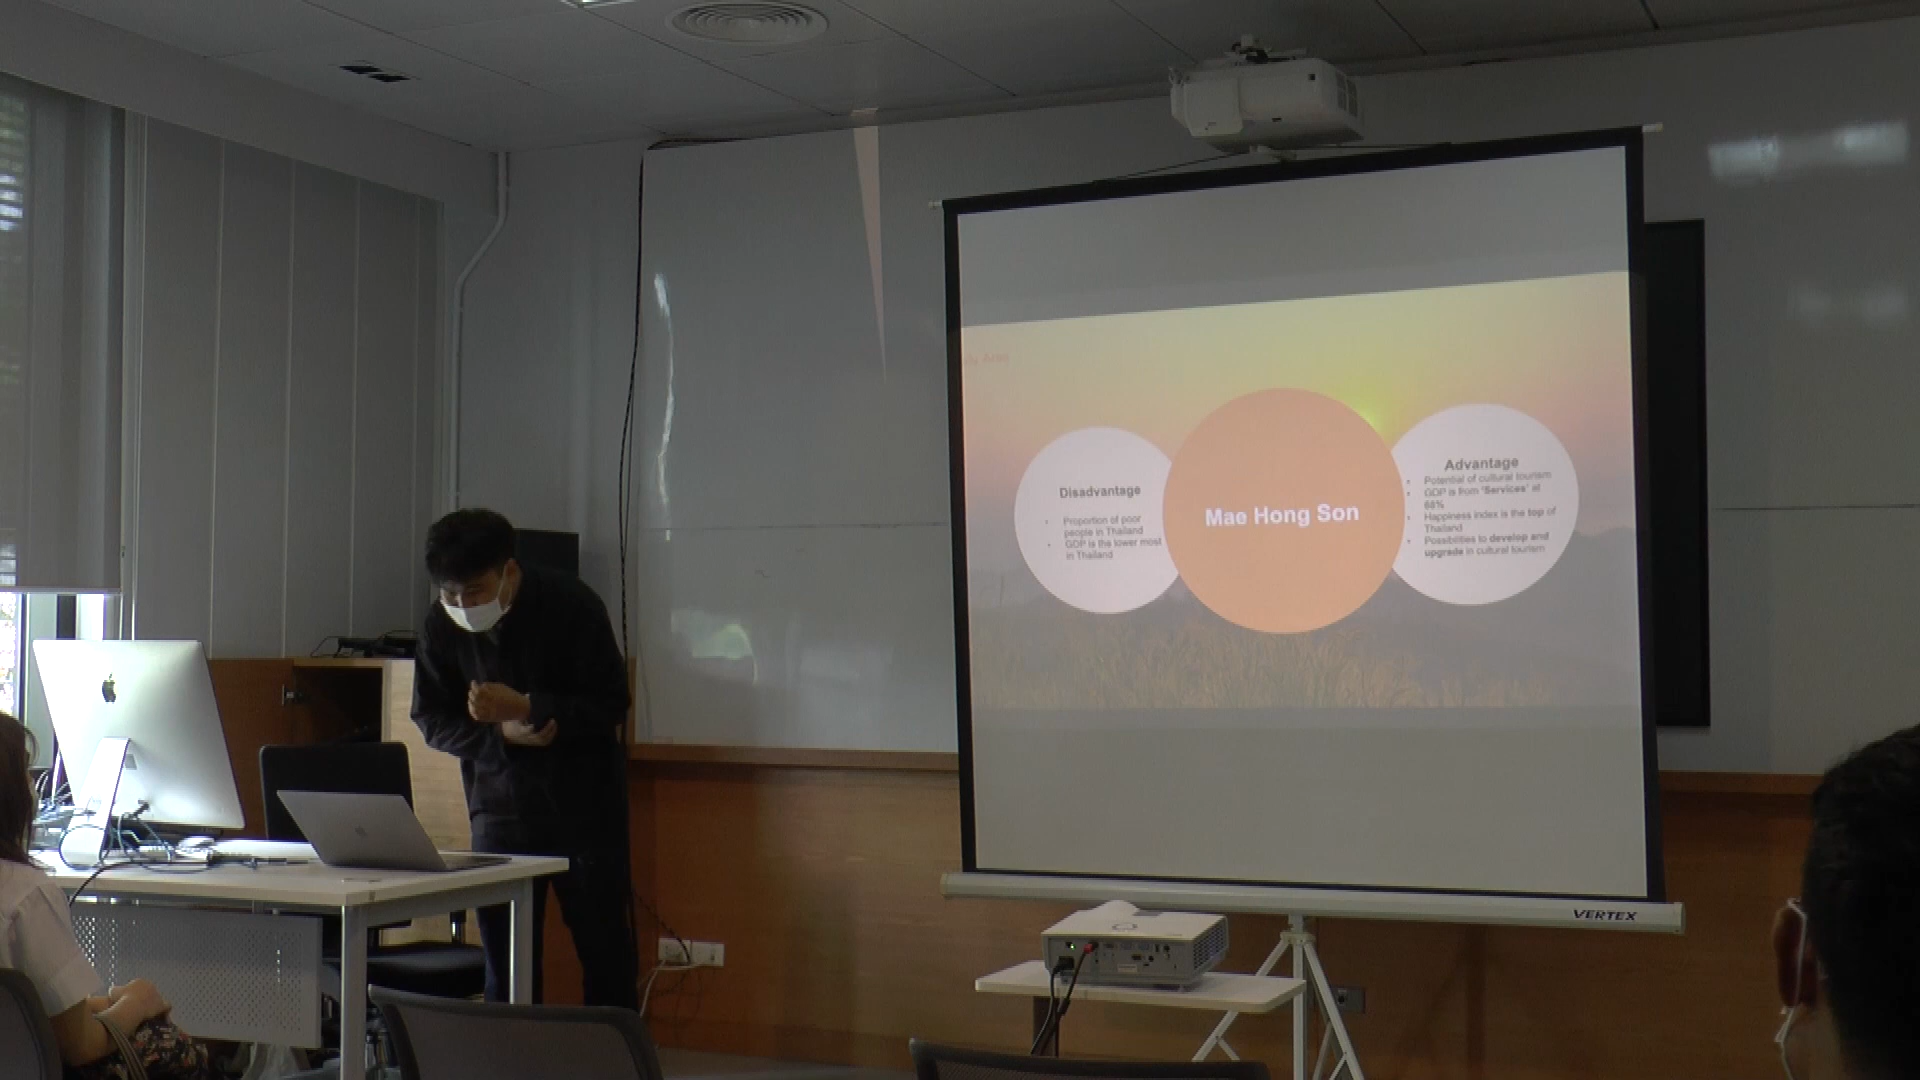 Disadvantage
Proportion of poor
people in Thailand
GDP is the lower most
in Thailand
Mae Hong Son
Advantage
Potential of cultural tourism
GDP is from "Services" at
68%
Happiness index is the top of
Thailand
Possibilities to develop and
upgrade in cultural tourism
VERTEX